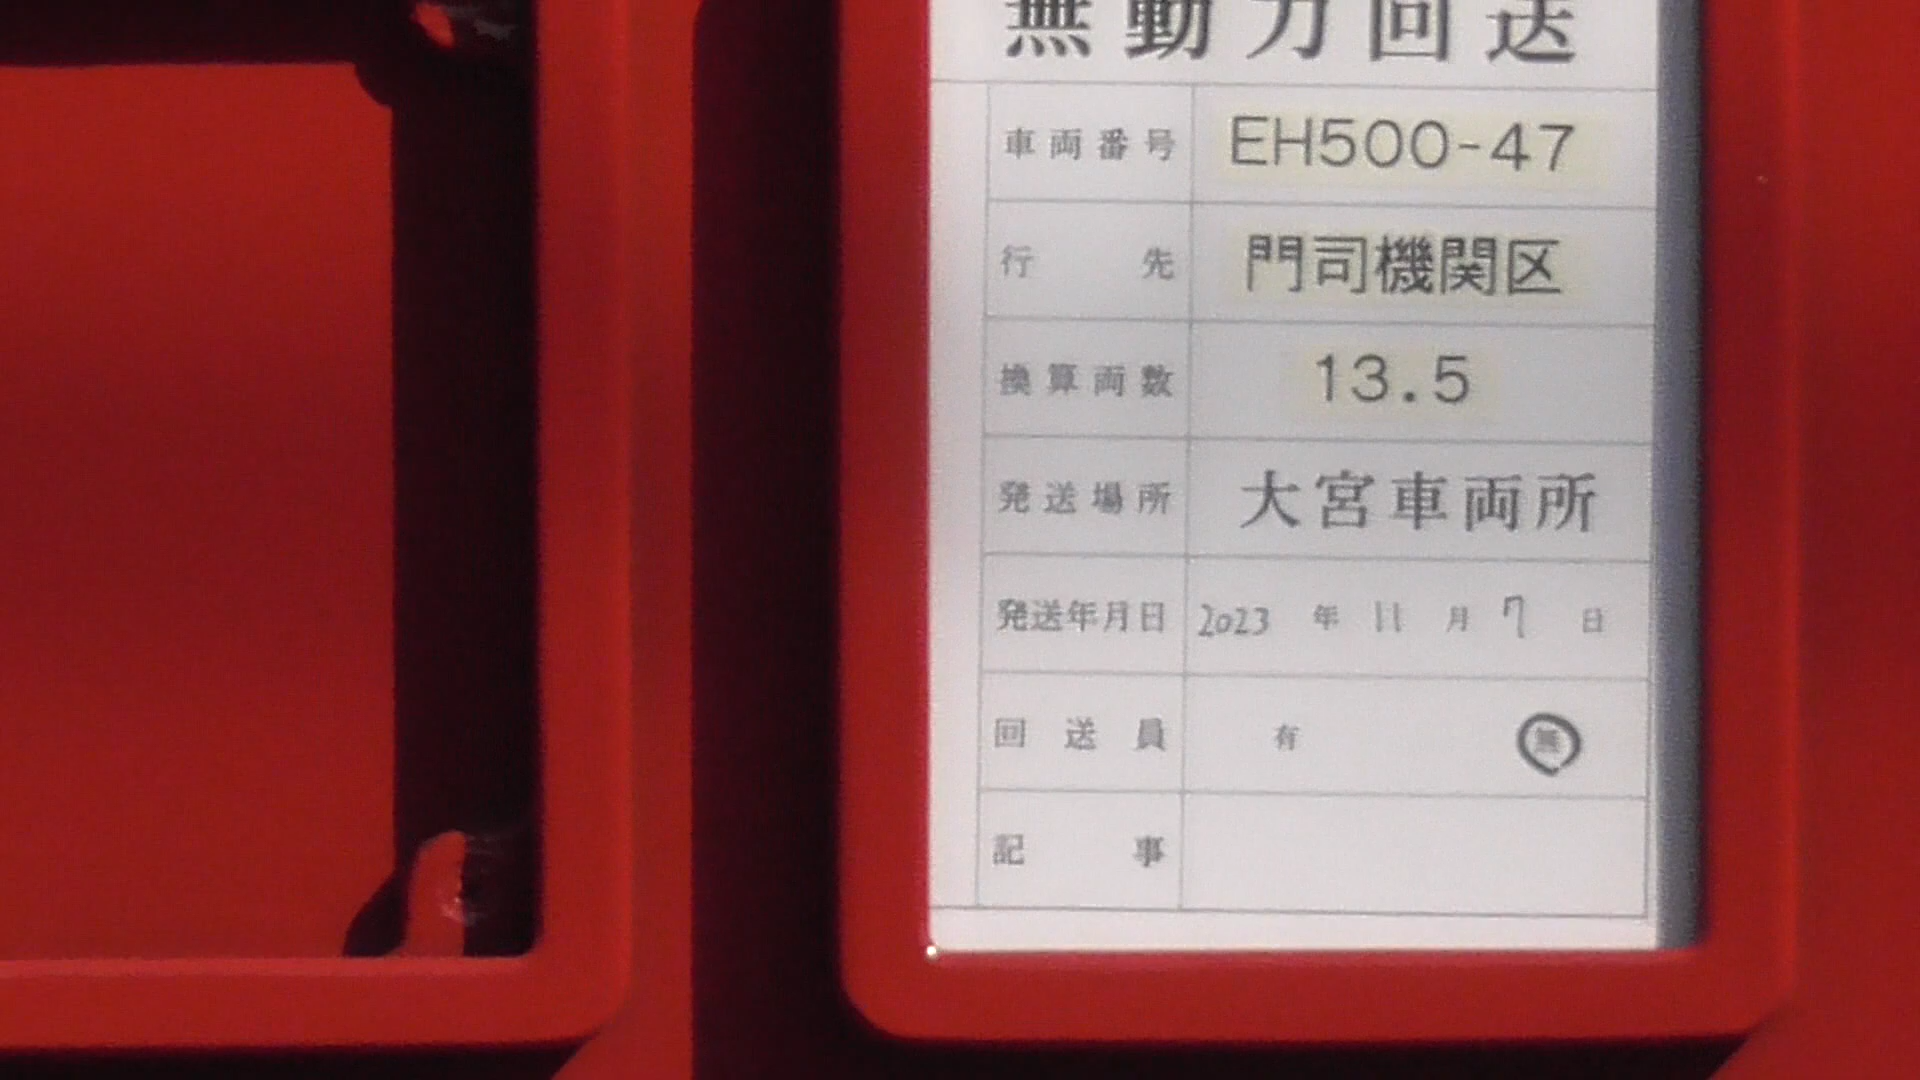 無動力回送
車両番号 EH500-47
行先 門司機関区
換算両数 13.5
発送場所 大宮車両所
発送年月日 2023 年 11 月 7 日
回送員 有 無
記事